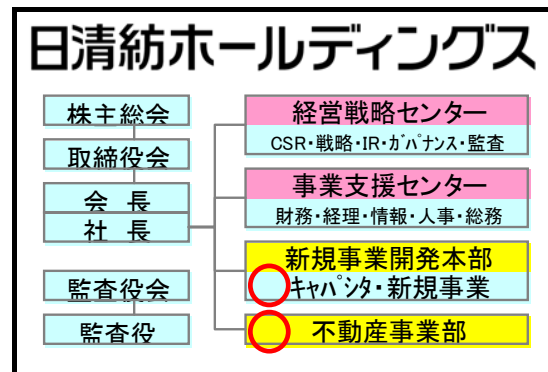 日清紡ホールディングス
株主総会
取締役会
会 長
社 長
監査役会
監査役
経営戦略センター
CSR・戦略・IR・ｶﾞﾊﾞﾅﾝｽ・監査
事業支援センター
財務・経理・情報・人事・総務
新規事業開発本部
ｷｬﾊﾟｼﾀ・新規事業
不動産事業部